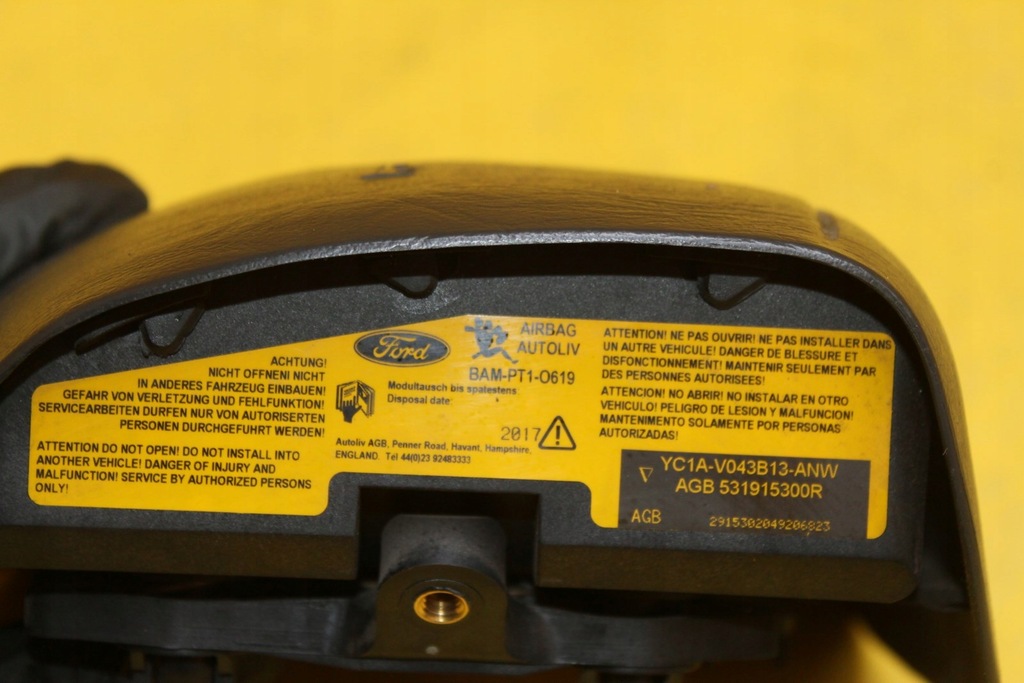 ACHTUNG!
NICHT OFFNEN! NICHT
IN ANDERES FAHRZEUG EINBAUEN!
GEFAHR VON VERLETZUNG UND FEHLFUNKTION!
SERVICEARBEITEN DURFEN NUR VON AUTORISERTEN
PERSONEN DURCHGEFUHRT WERDEN!
ATTENTION DO NOT OPEN! DO NOT INSTALL INTO
ANOTHER VEHICLE! DANGER OF INJURY AND
MALFUNCTION! SERVICE BY AUTHORIZED PERSONS
ONLY!
Ford
AIRBAG
AUTOLIV
BAM-PT1-0619
Modultausch bis spatestens
Disposal date
2017
Autoliv AGB, Penner Road, Havant, Hampshire,
ENGLAND. Tel 44(0)23 92483333
ATTENTION! NE PAS OUVRIR! NE PAS INSTALLER DANS
UN AUTRE VEHICULE! DANGER DE BLESSURE ET
DISFONCTIONNEMENT! MAINTENIR SEULEMENT PAR
DES PERSONNES AUTORISEES!
ATTENCION! NO ABRIR! NO INSTALAR EN OTRO
VEHICULO! PELIGRO DE LESION Y MALFUNCION!
MANTENIMENTO SOLAMENTE POR PERSONAS
AUTORIZADAS!
YC1A-V043B13-ANW
AGB 531915300R
AGB 2915302049206823